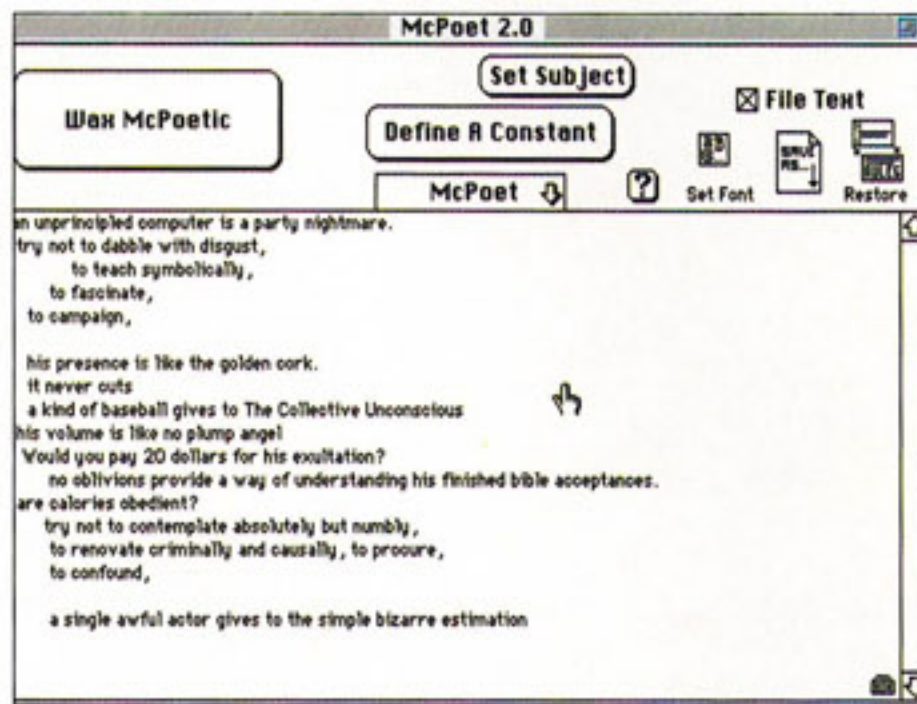 McPoet 2.0
Set Subject
Wax McPoetic
File Text
Define A Constant
McPoet
?
SAVE AS...
Set Font
Restore
an unprincipled computer is a party nightmare.
try not to dabble with disgust,
to teach symbolically,
to fascinate,
to campaign,
his presence is like the golden cork.
it never cuts
a kind of baseball gives to The Collective Unconscious
his volume is like no plump angel
Would you pay 20 dollars for his exultation?
no oblivions provide a way of understanding his finished bible acceptances.
are calories obedient?
try not to contemplate absolutely but numbly,
to renovate criminally and causally, to procure,
to confound,
a single awful actor gives to the simple bizarre estimation